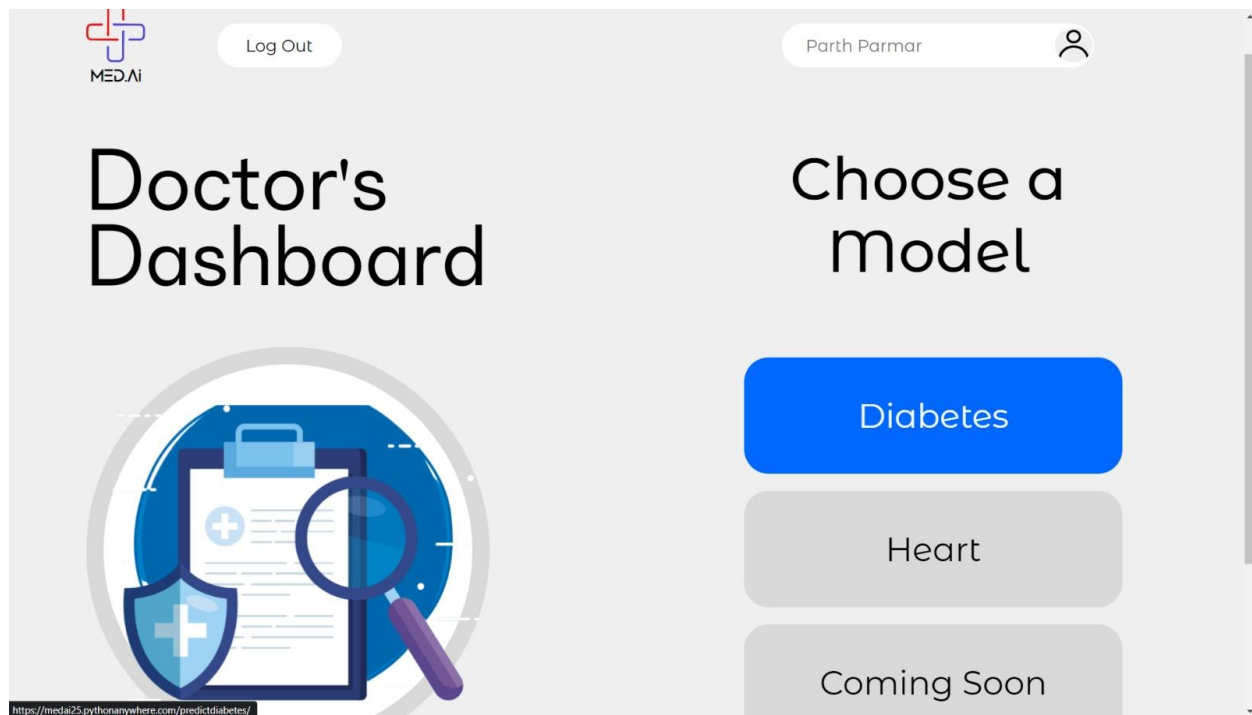 MED.Ai
Log Out
Parth Parmar
Doctor's
Dashboard
Choose a
Model
Diabetes
Heart
Coming Soon
https://medai25.pythonanywhere.com/predictdiabetes/